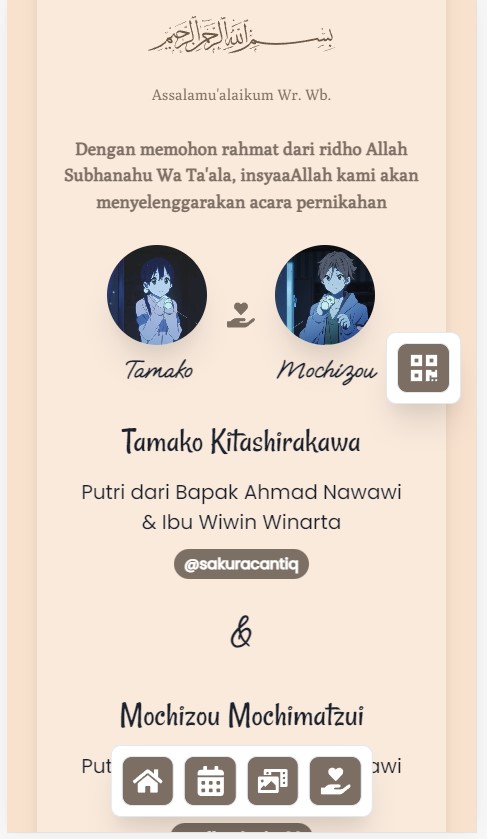 بسم الله الرحمن الرحيم
Assalamu'alaikum Wr. Wb.
Dengan memohon rahmat dari ridho Allah
Subhanahu Wa Ta'ala, insyaaAllah kami akan
menyelenggarakan acara pernikahan
Tamako
Mochizou
Tamako Kitashirakawa
Putri dari Bapak Ahmad Nawawi
& Ibu Wiwin Winarta
@sakuracantiq
&
Mochizou Mochimatzui